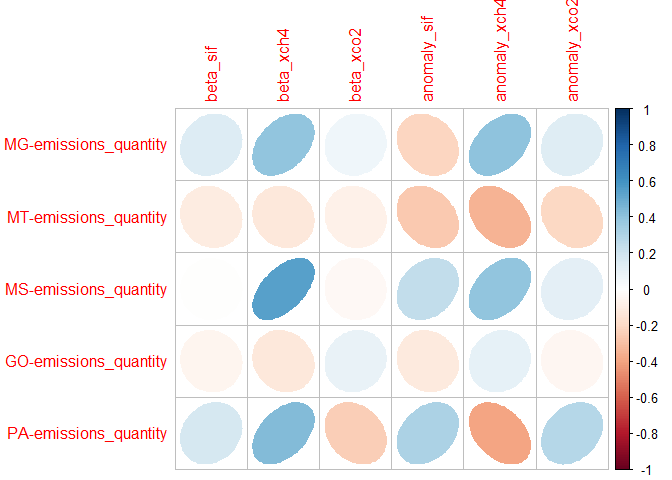 beta_sif
beta_xch4
beta_xco2
anomaly_sif
anomaly_xch4
anomaly_xco2
MG-emissions_quantity
MT-emissions_quantity
MS-emissions_quantity
GO-emissions_quantity
PA-emissions_quantity
1
0.8
0.6
0.4
0.2
0
-0.2
-0.4
-0.6
-0.8
-1